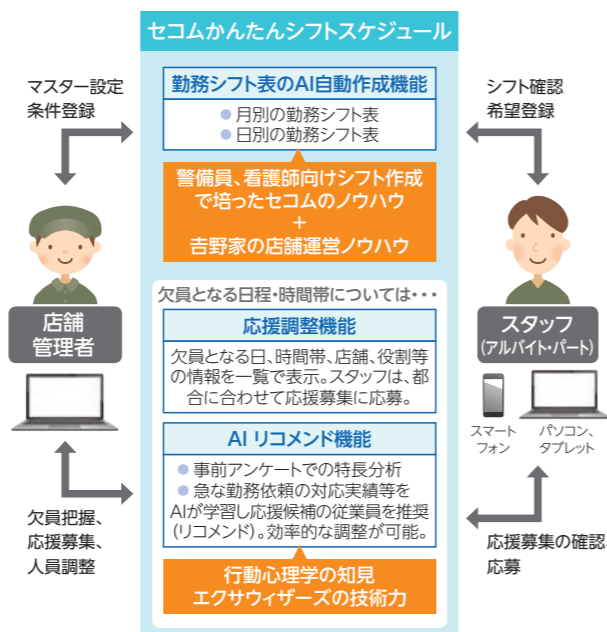 セコムかんたんシフトスケジュール
マスター設定
条件登録
勤務シフト表のAI自動作成機能
● 月別の勤務シフト表
● 日別の勤務シフト表
シフト確認
希望登録
警備員、看護師向けシフト作成
で培ったセコムのノウハウ
+
吉野家の店舗運営ノウハウ
店舗
管理者
スタッフ
(アルバイト・パート)
スマート
フォン
パソコン、
タブレット
欠員となる日程・時間帯については・・・
応援調整機能
欠員となる日、時間帯、店舗、役割等
の情報を一覧で表示。スタッフは、都
合に合わせて応援募集に応募。
AI リコメンド機能
● 事前アンケートでの特長分析
● 急な勤務依頼の対応実績等を
AIが学習し応援候補の従業員を推奨
(リコメンド)。効率的な調整が可能。
行動心理学の知見
エクサウィザーズの技術力
欠員把握、
応援募集、
人員調整
応援募集の確認
応募